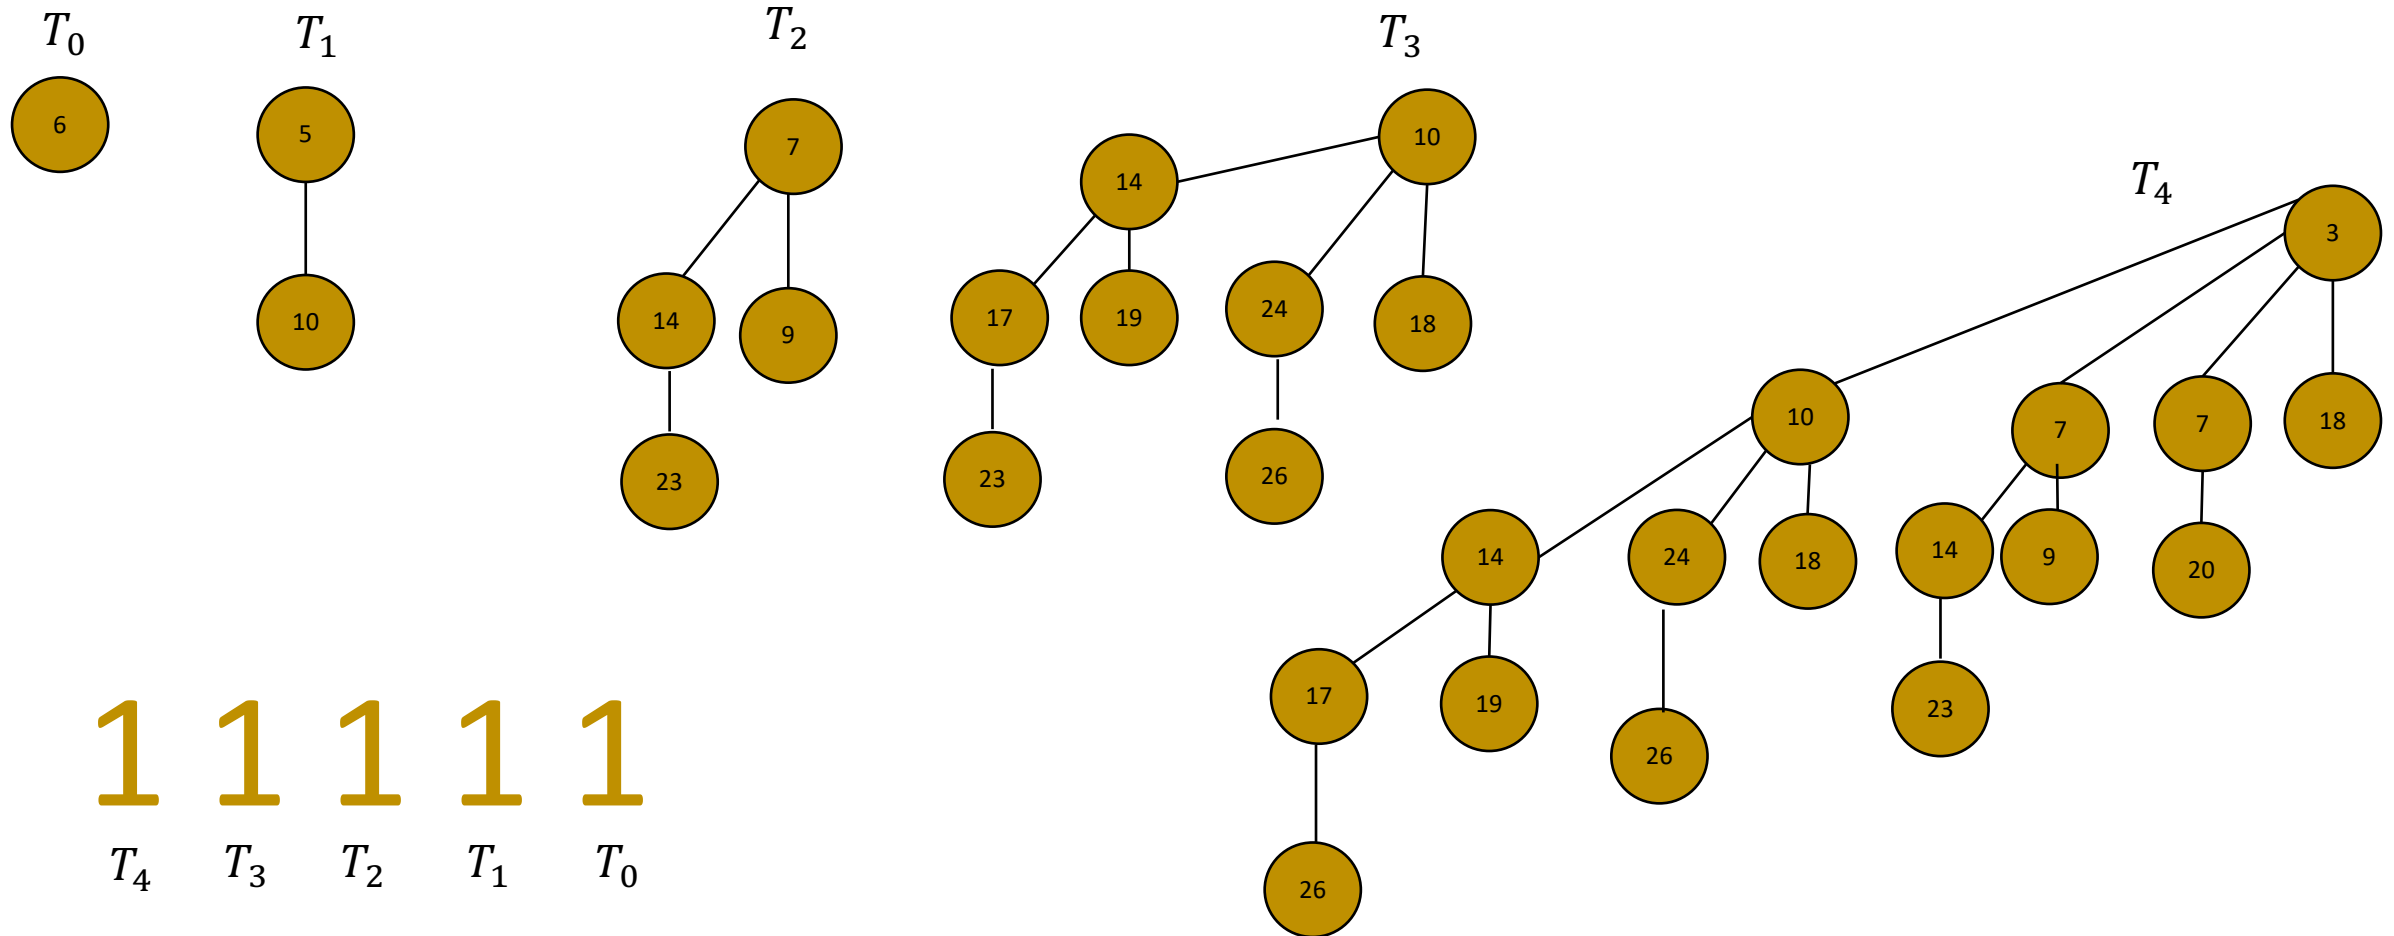 T₀ T₁ T₂ T₃
6
5
10
7
14 9
23
10
14
17 19 24 18
23 26
T₄
3
10 7 7 18
14 24 18 14 9 20
17 19 26 23
26
1 1 1 1 1
T₄ T₃ T₂ T₁ T₀